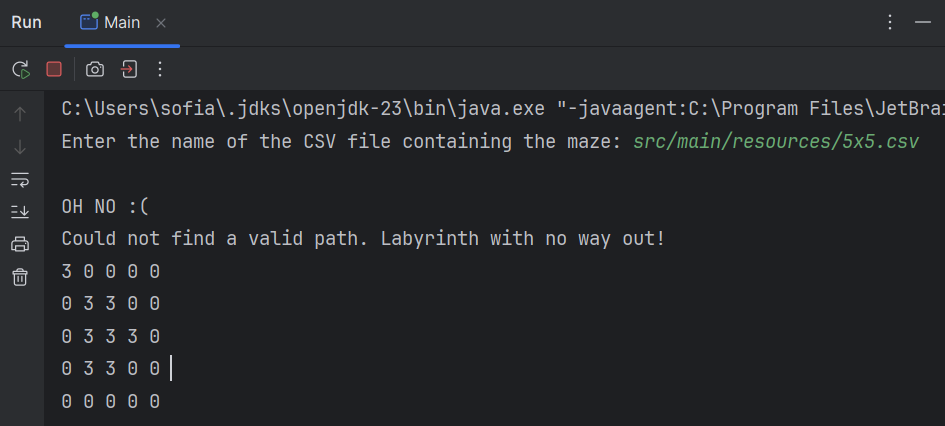 Run Main
C:\Users\sofia\.jdks\openjdk-23\bin\java.exe "-javaagent:C:\Program Files\JetBrai
Enter the name of the CSV file containing the maze: src/main/resources/5x5.csv
OH NO :(
Could not find a valid path. Labyrinth with no way out!
3 0 0 0 0
0 3 3 0 0
0 3 3 3 0
0 3 3 0 0
0 0 0 0 0